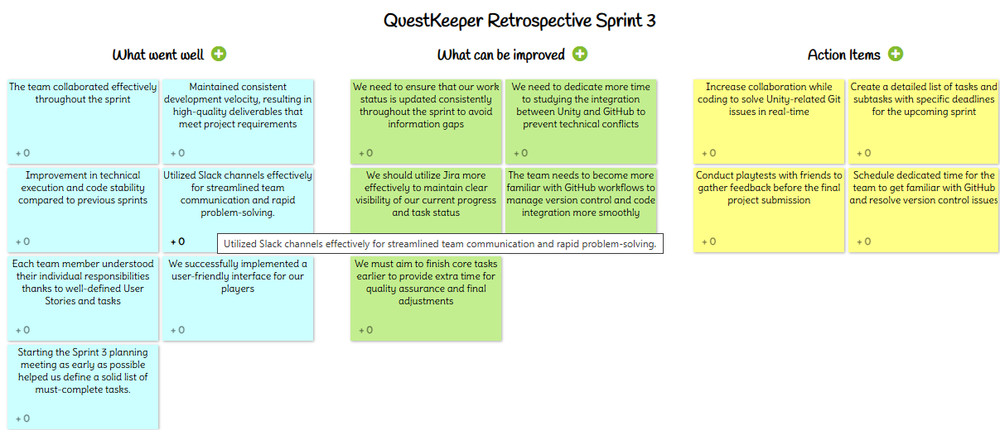 QuestKeeper Retrospective Sprint 3
What went well
The team collaborated effectively
throughout the sprint
+ 0
Maintained consistent
development velocity, resulting in
high-quality deliverables that
meet project requirements
+ 0
Improvement in technical
execution and code stability
compared to previous sprints
+ 0
Utilized Slack channels effectively
for streamlined team
communication and rapid
problem-solving.
+ 0
Utilized Slack channels effectively for streamlined team communication and rapid problem-solving.
Each team member understood
their individual responsibilities
thanks to well-defined User
Stories and tasks
+ 0
We successfully implemented a
user-friendly interface for our
players
+ 0
Starting the Sprint 3 planning
meeting as early as possible
helped us define a solid list of
must-complete tasks.
+ 0
What can be improved
We need to ensure that our work
status is updated consistently
throughout the sprint to avoid
information gaps
+ 0
We need to dedicate more time
to studying the integration
between Unity and GitHub to
prevent technical conflicts
+ 0
We should utilize Jira more
effectively to maintain clear
visibility of our current progress
and task status
The team needs to become more
familiar with GitHub workflows to
manage version control and code
integration more smoothly
We must aim to finish core tasks
earlier to provide extra time for
quality assurance and final
adjustments
+ 0
Action Items
Increase collaboration while
coding to solve Unity-related Git
issues in real-time
+ 0
Create a detailed list of tasks and
subtasks with specific deadlines
for the upcoming sprint
+ 0
Conduct playtests with friends to
gather feedback before the final
project submission
+ 0
Schedule dedicated time for the
team to get familiar with GitHub
and resolve version control issues
+ 0